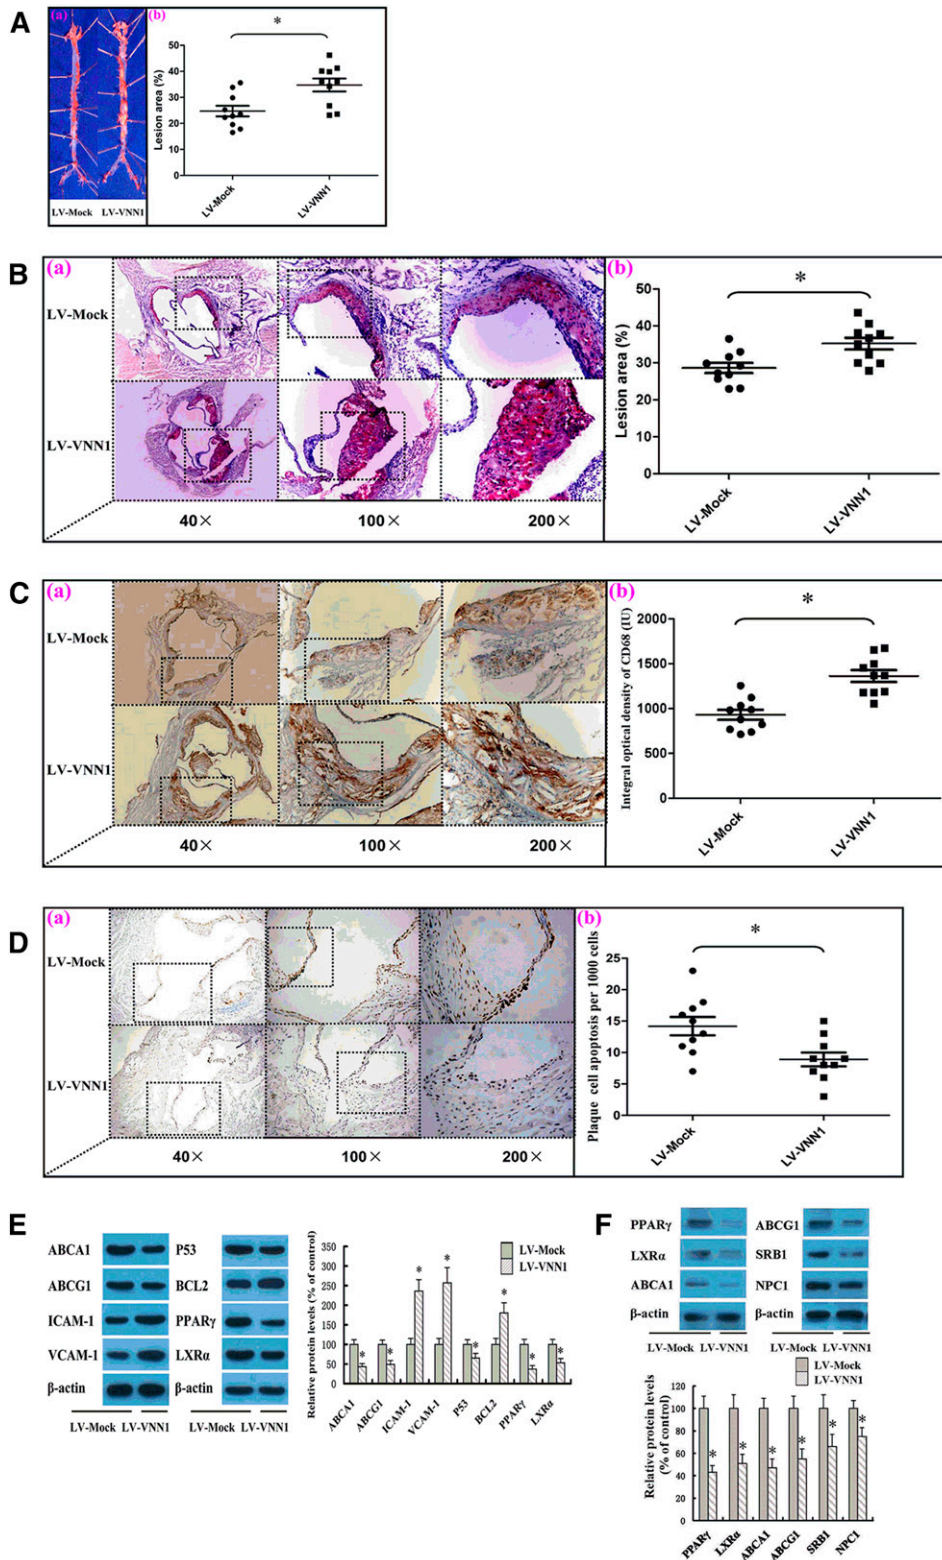 A
(a)
(b)
*
Lesion area (%)
50
40
30
20
10
0
LV-Mock
LV-VNN1
LV-Mock LV-VNN1
B
(a)
(b)
LV-Mock
LV-VNN1
40×
100×
200×
*
Lesion area (%)
50
40
30
20
10
0
LV-Mock
LV-VNN1
C
(a)
(b)
LV-Mock
LV-VNN1
40×
100×
200×
*
Integral optical density of CD68 (IU)
2000
1500
1000
500
0
LV-Mock
LV-VNN1
D
(a)
(b)
LV-Mock
LV-VNN1
40×
100×
200×
*
Plaque cell apoptosis per 1000 cells
25
20
15
10
5
0
LV-Mock
LV-VNN1
E
ABCA1
ABCG1
ICAM-1
VCAM-1
β-actin
LV-Mock LV-VNN1
P53
BCL2
PPARγ
LXRα
β-actin
LV-Mock LV-VNN1
Relative protein levels (% of control)
350
300
250
200
150
100
50
0
LV-Mock
LV-VNN1
* * * * * * * *
ABCA1
ABCG1
ICAM-1
VCAM-1
P53
BCL2
PPARγ
LXRα
F
PPARγ
LXRα
ABCA1
β-actin
LV-Mock LV-VNN1
ABCG1
SRB1
NPC1
β-actin
LV-Mock LV-VNN1
LV-Mock
LV-VNN1
Relative protein levels
(% of control)
120
100
80
60
40
20
0
* * * * * *
PPARγ
LXRα
ABCA1
ABCG1
SRB1
NPC1